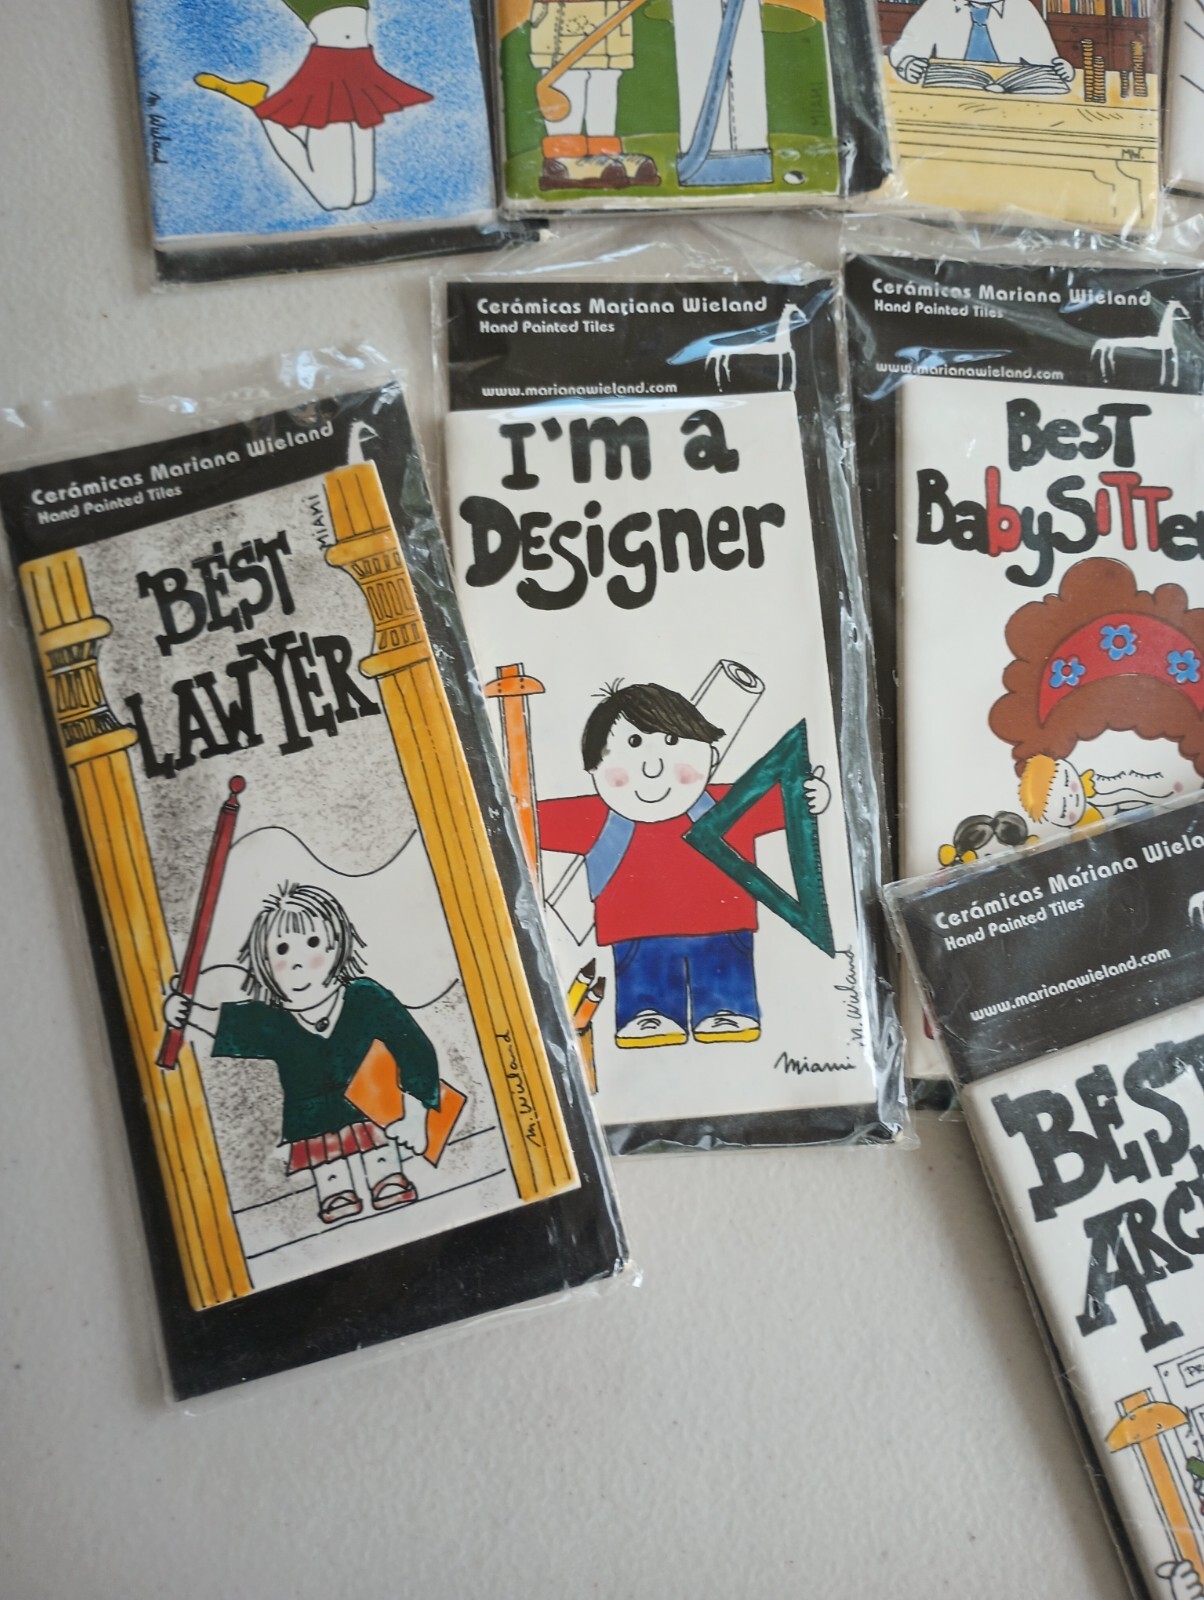 M Wieland
MIAMI
MW.
Cerámicas Mariana Wieland
Hand Painted Tiles
MIAMI
BEST
LAWYER
M. Wieland
Cerámicas Mariana Wieland
Hand Painted Tiles
www.marianawieland.com
I'm a
DESigner
M. Wieland
Miami
Cerámicas Mariana Wieland
Hand Painted Tiles
www.marianawieland.com
BesT
BabySITTe
Cerámicas Mariana Wiela
Hand Painted Tiles
www.marianawieland.com
BEST
ARC